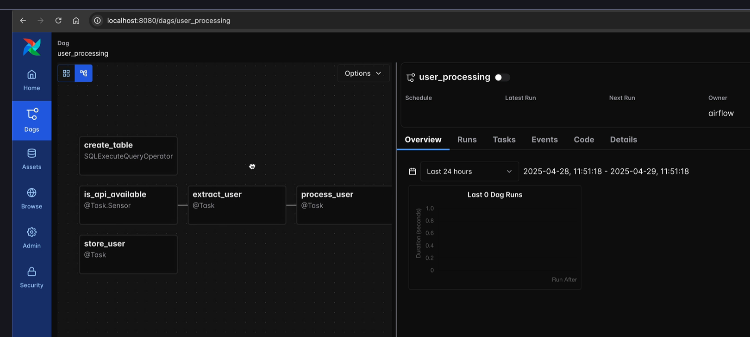 localhost:8080/dags/user_processing
Dag
user_processing
Home
Dags
Assets
Browse
Admin
Security
Options
create_table
SQLExecuteQueryOperator
is_api_available
@Task.Sensor
extract_user
@Task
process_user
@Task
store_user
@Task
user_processing
Schedule Latest Run Next Run Owner
airflow
Overview Runs Tasks Events Code Details
Last 24 hours 2025-04-28, 11:51:18 - 2025-04-29, 11:51:18
Last 0 Dag Runs
Duration (seconds)
1.0
0.8
0.6
0.4
0.2
0
Run After